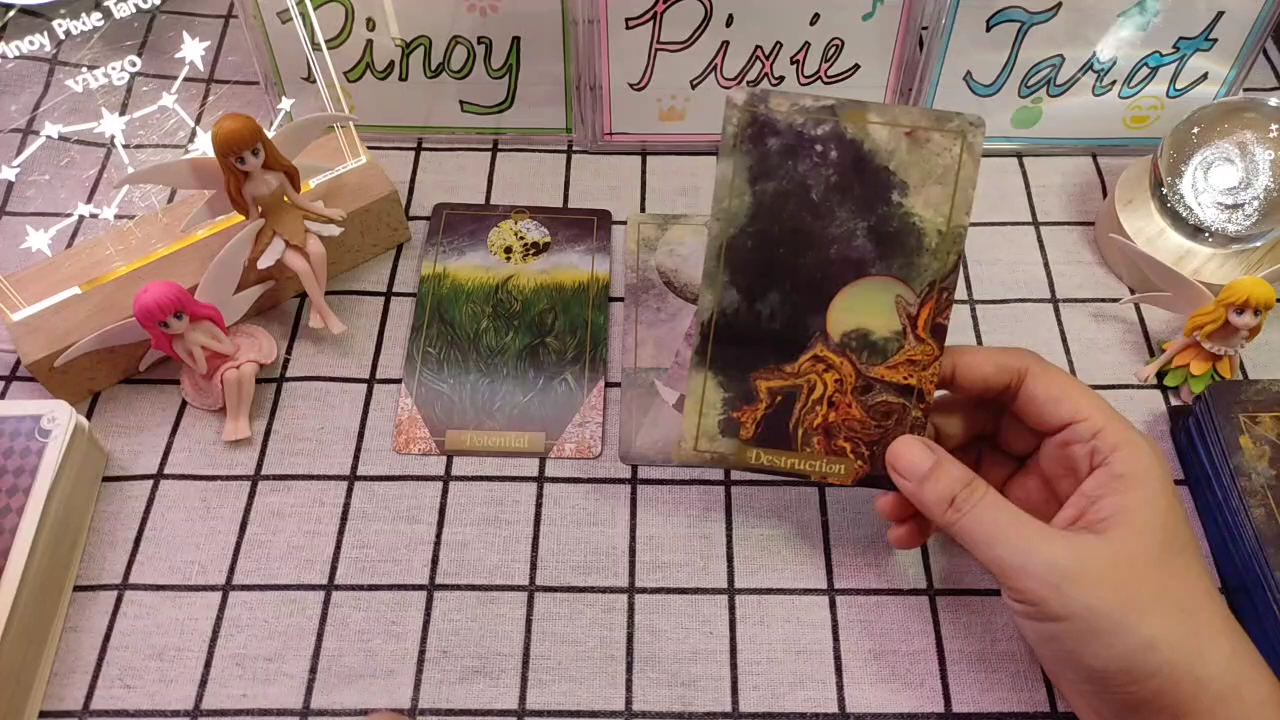 Pinoy Pixie Tarot
Pinoy Pixie Tarot
virgo
Potential
Destruction